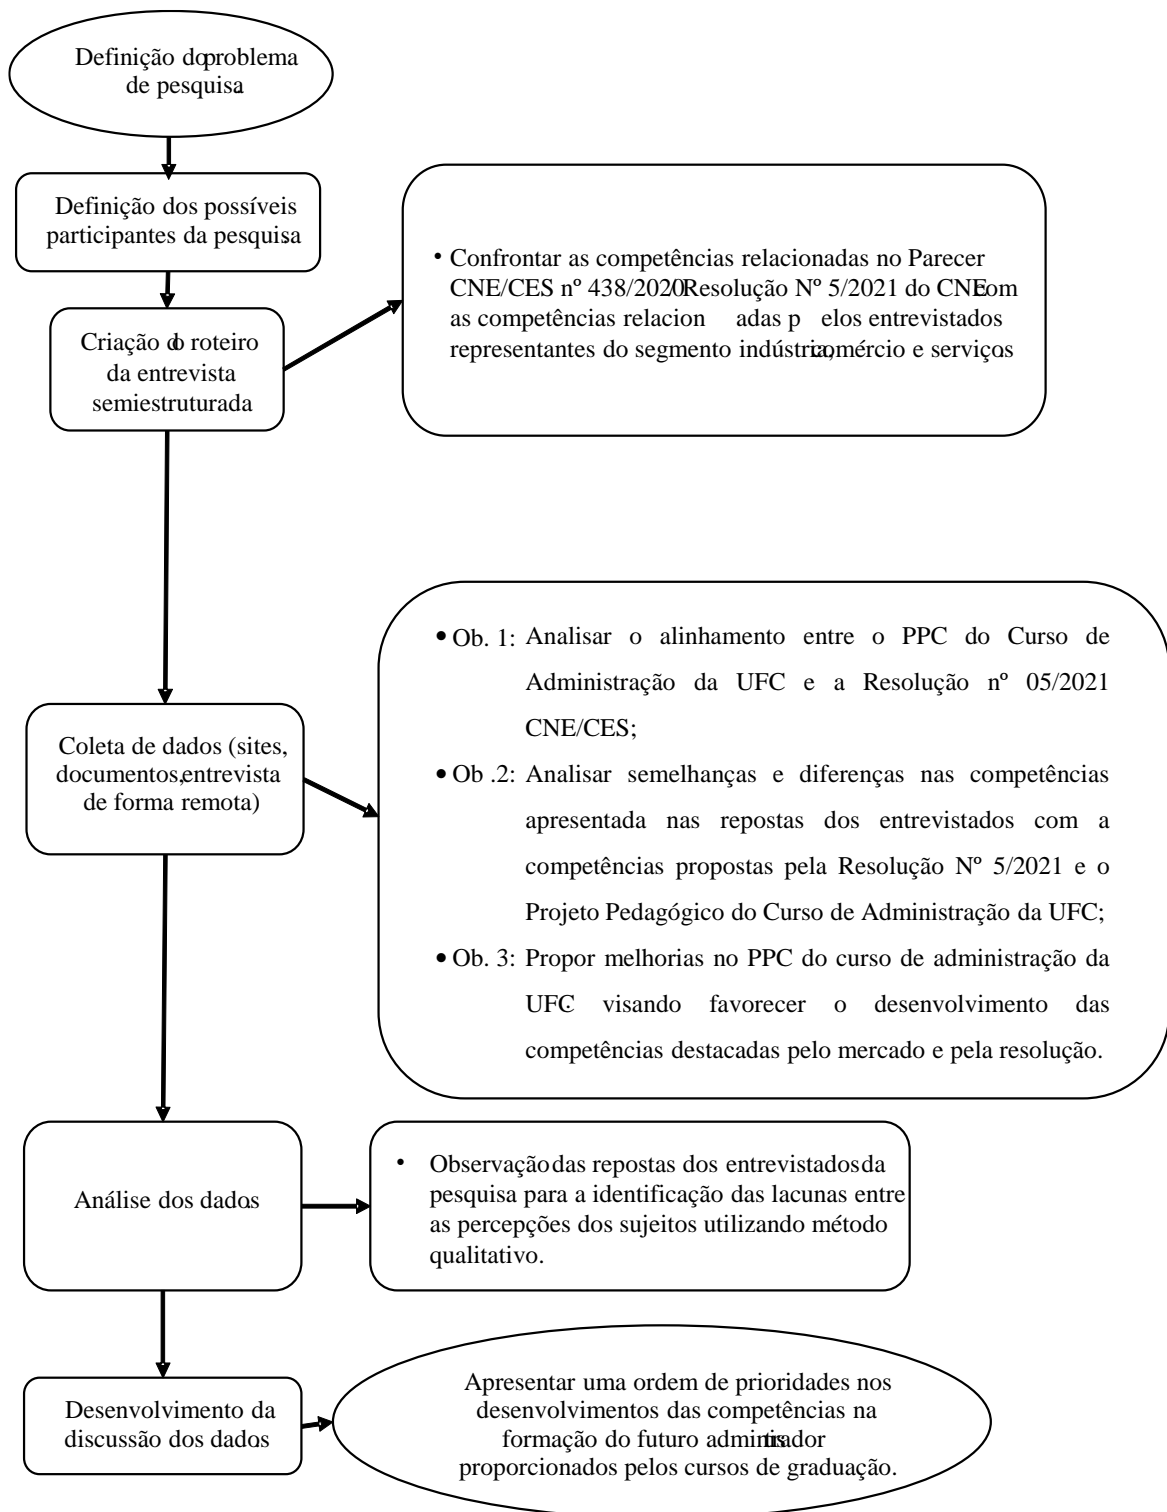 Definição do problema
de pesquisa.
Definição dos possíveis
participantes da pesquisa.
• Confrontar as competências relacionadas no Parecer
CNE/CES nº 438/2020 Resolução Nº 5/2021 do CNE com
as competências relacionadas pelos entrevistados
representantes do segmento indústria, comércio e serviços.
Criação do roteiro
da entrevista
semiestruturada
• Ob. 1: Analisar o alinhamento entre o PPC do Curso de
Administração da UFC e a Resolução nº 05/2021
CNE/CES;
• Ob .2: Analisar semelhanças e diferenças nas competências
apresentada nas repostas dos entrevistados com a
competências propostas pela Resolução Nº 5/2021 e o
Projeto Pedagógico do Curso de Administração da UFC;
• Ob. 3: Propor melhorias no PPC do curso de administração da
UFC. visando favorecer o desenvolvimento das
competências destacadas pelo mercado e pela resolução.
Coleta de dados (sites,
documentos, entrevista
de forma remota)
Análise dos dados.
• Observação das repostas dos entrevistados da
pesquisa para a identificação das lacunas entre
as percepções dos sujeitos utilizando método
qualitativo.
Desenvolvimento da
discussão dos dados.
Apresentar uma ordem de prioridades nos
desenvolvimentos das competências na
formação do futuro administrador
proporcionados pelos cursos de graduação.